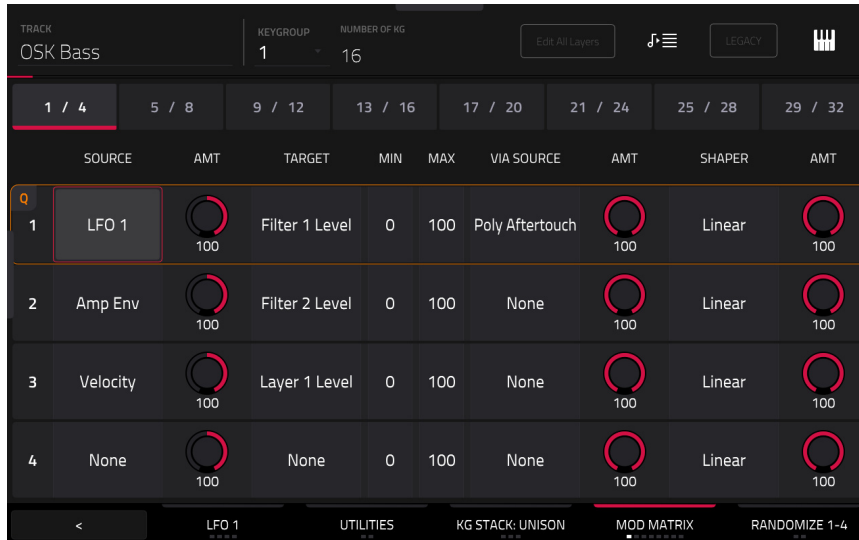 TRACK KEYGROUP NUMBER OF KG
OSK Bass 1 16 Edit All Layers LEGACY
1 / 4 5 / 8 9 / 12 13 / 16 17 / 20 21 / 24 25 / 28 29 / 32
SOURCE AMT TARGET MIN MAX VIA SOURCE AMT SHAPER AMT
Q
1 LFO 1 100 Filter 1 Level 0 100 Poly Aftertouch 100 Linear 100
2 Amp Env 100 Filter 2 Level 0 100 None 100 Linear 100
3 Velocity 100 Layer 1 Level 0 100 None 100 Linear 100
4 None 100 None 0 100 None 100 Linear 100
< LFO 1 UTILITIES KG STACK: UNISON MOD MATRIX RANDOMIZE 1-4